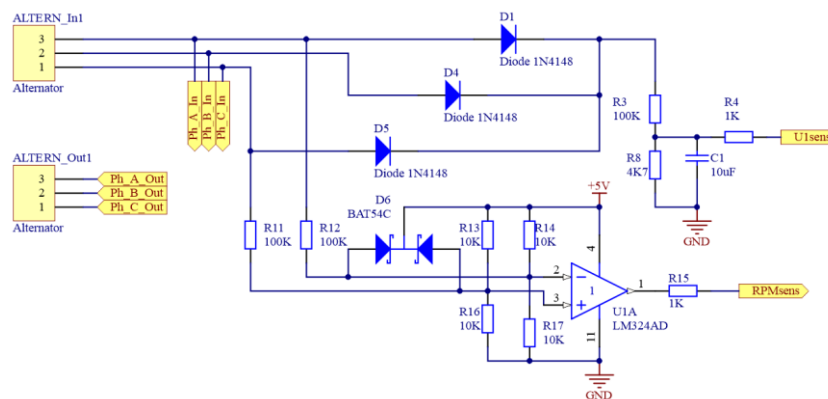 ALTERN_In1
3
2
1
Alternator
Ph_A_In
Ph_B_In
Ph_C_In
D1
Diode 1N4148
D4
Diode 1N4148
D5
Diode 1N4148
R3
100K
R4
1K
U1sens
R8
4K7
C1
10uF
GND
ALTERN_Out1
3
2
1
Alternator
Ph_A_Out
Ph_B_Out
Ph_C_Out
R11
100K
R12
100K
D6
BAT54C
R13
10K
R14
10K
+5V
4
2
3
1
1
11
U1A
LM324AD
R15
1K
RPMsens
R16
10K
R17
10K
GND